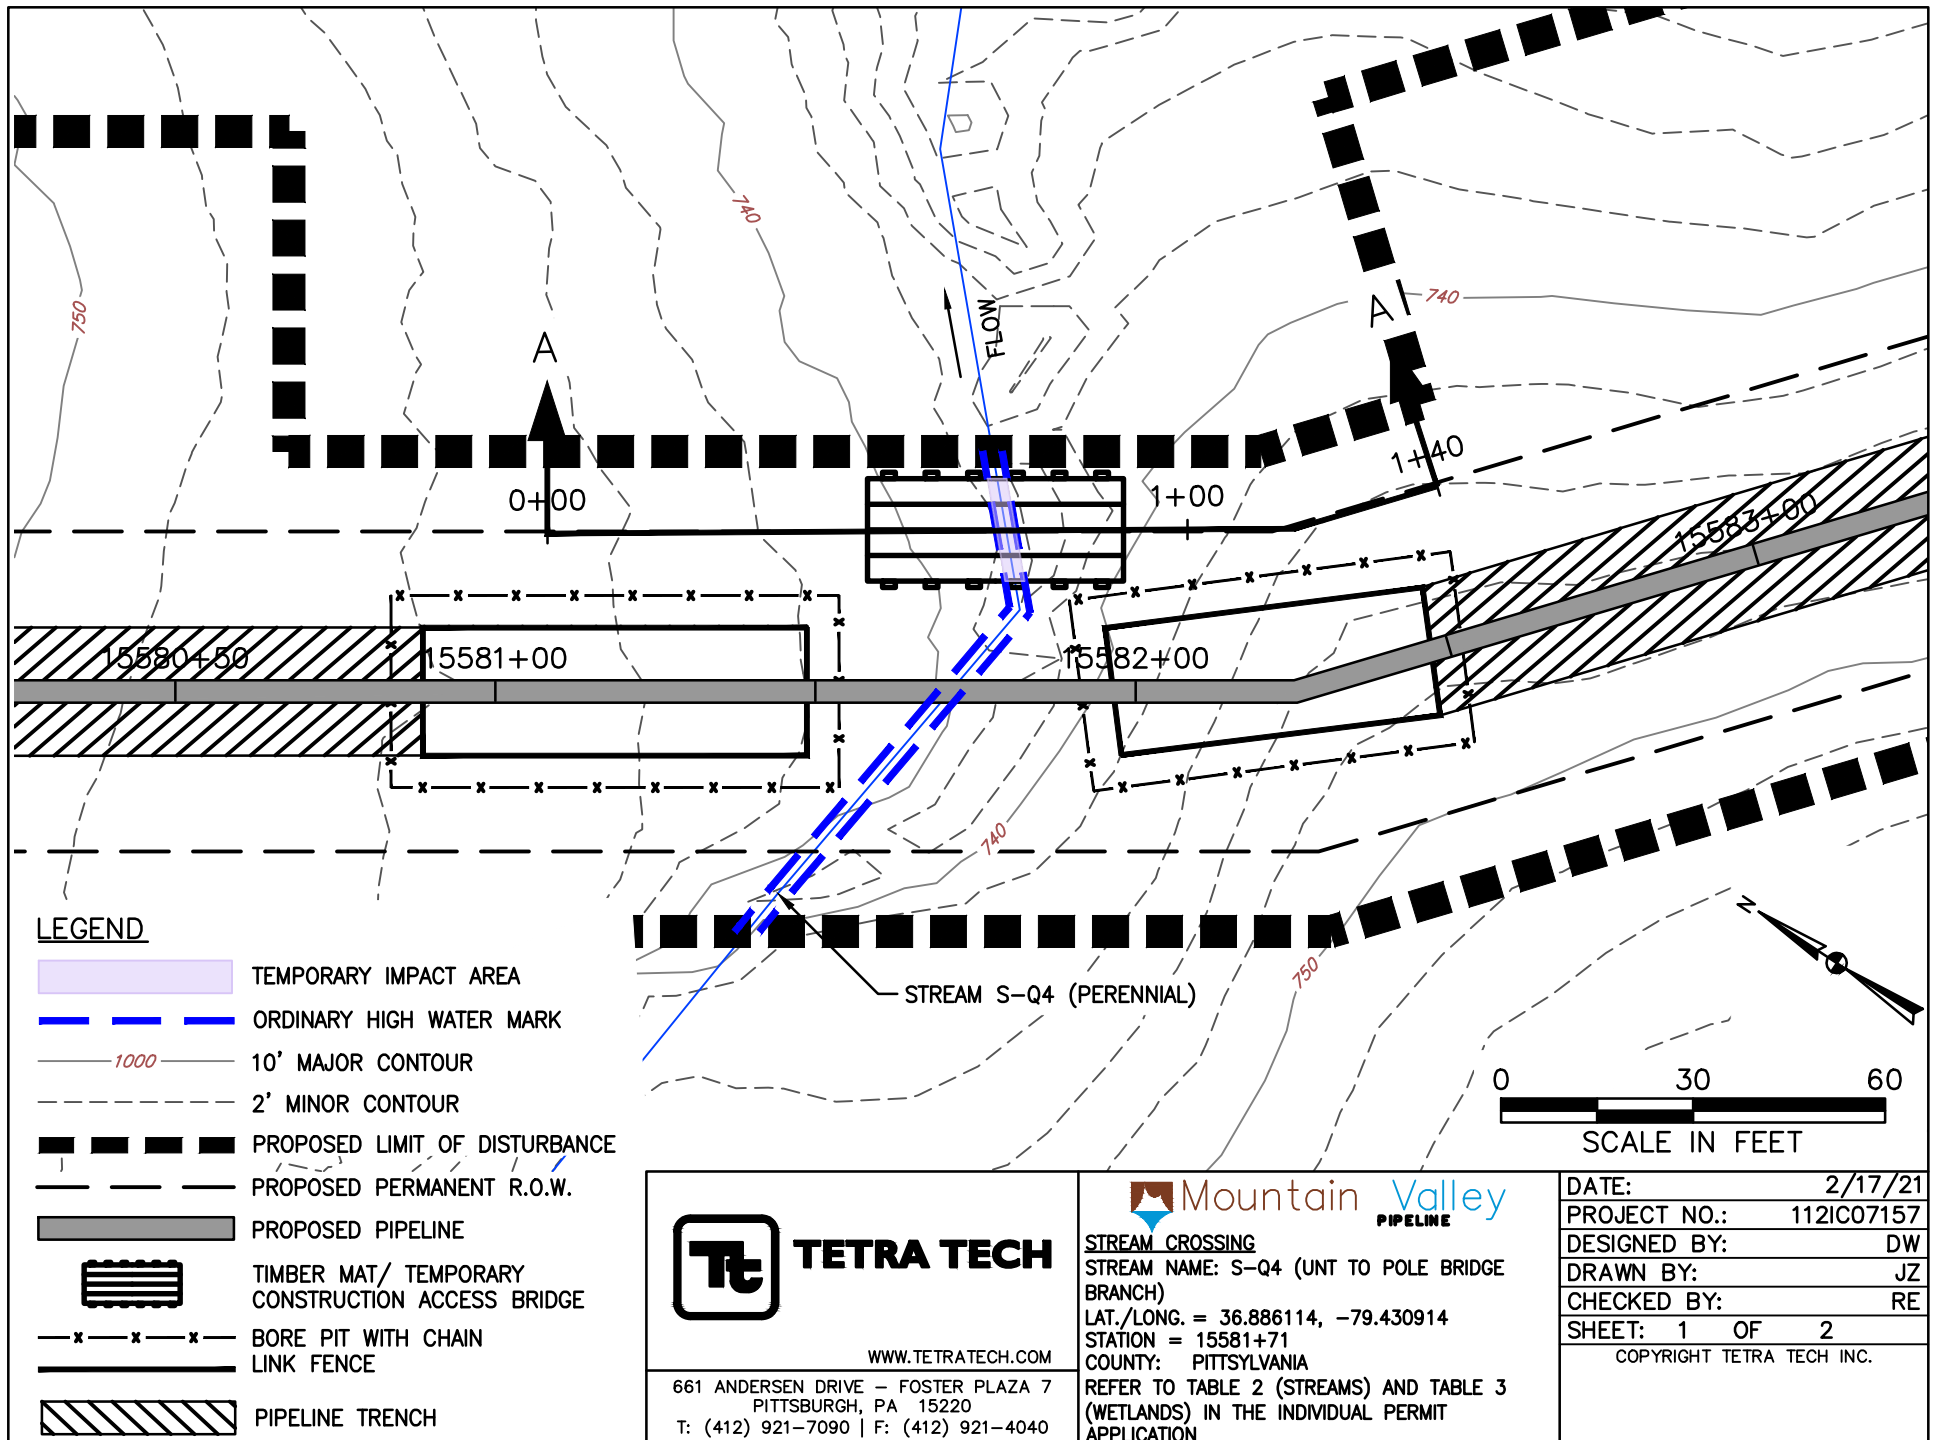 740
750
740
FLOW
A
A
0+00
1+00
1+40
15583+00
15580+50
15581+00
15582+00
740
750
N
STREAM S-Q4 (PERENNIAL)
LEGEND
TEMPORARY IMPACT AREA
ORDINARY HIGH WATER MARK
1000
10' MAJOR CONTOUR
2' MINOR CONTOUR
PROPOSED LIMIT OF DISTURBANCE
PROPOSED PERMANENT R.O.W.
PROPOSED PIPELINE
TIMBER MAT/ TEMPORARY
CONSTRUCTION ACCESS BRIDGE
BORE PIT WITH CHAIN
LINK FENCE
PIPELINE TRENCH
0 30 60
SCALE IN FEET
Tt TETRA TECH
WWW.TETRATECH.COM
661 ANDERSEN DRIVE – FOSTER PLAZA 7
PITTSBURGH, PA 15220
T: (412) 921-7090 | F: (412) 921-4040
Mountain Valley
PIPELINE
STREAM CROSSING
STREAM NAME: S-Q4 (UNT TO POLE BRIDGE
BRANCH)
LAT./LONG. = 36.886114, -79.430914
STATION = 15581+71
COUNTY: PITTSYLVANIA
REFER TO TABLE 2 (STREAMS) AND TABLE 3
(WETLANDS) IN THE INDIVIDUAL PERMIT
APPLICATION
DATE: 2/17/21
PROJECT NO.: 112IC07157
DESIGNED BY: DW
DRAWN BY: JZ
CHECKED BY: RE
SHEET: 1 OF 2
COPYRIGHT TETRA TECH INC.